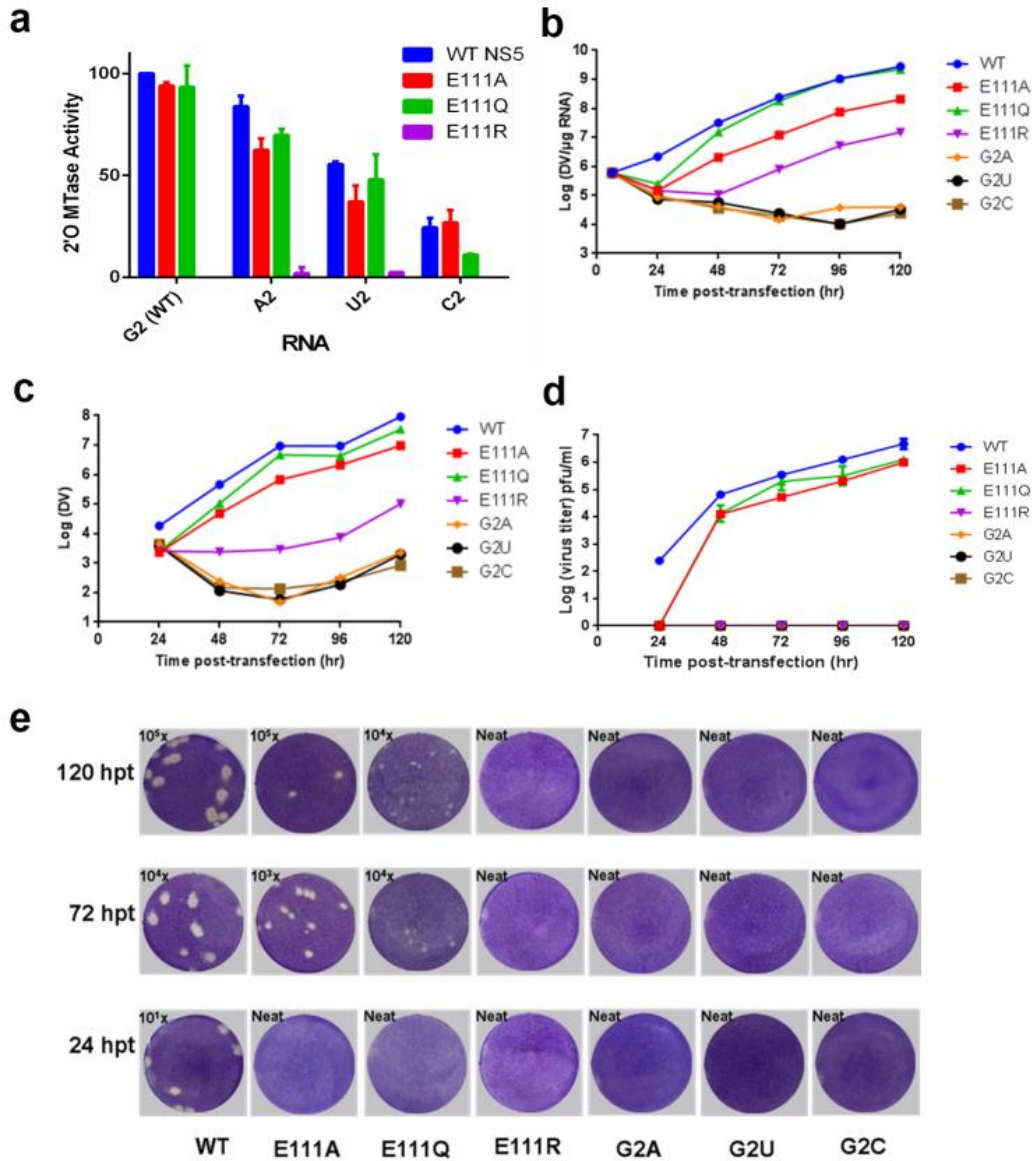 a
100
50
0
2'O MTase Activity
G2 (WT)
A2
U2
C2
RNA
WT NS5
E111A
E111Q
E111R
b
10
9
8
7
6
5
4
3
Log (DV/µg RNA)
0
24
48
72
96
120
Time post-transfection (hr)
WT
E111A
E111Q
E111R
G2A
G2U
G2C
c
8
7
6
5
4
3
2
1
Log (DV)
0
24
48
72
96
120
Time post-transfection (hr)
WT
E111A
E111Q
E111R
G2A
G2U
G2C
d
7
6
5
4
3
2
1
0
Log (virus titer) pfu/ml
0
24
48
72
96
120
Time post-transfection (hr)
WT
E111A
E111Q
E111R
G2A
G2U
G2C
e
120 hpt
10⁵x
10⁵x
10⁴x
Neat
Neat
Neat
Neat
72 hpt
10⁴x
10³x
10⁴x
Neat
Neat
Neat
Neat
24 hpt
10¹x
Neat
Neat
Neat
Neat
Neat
Neat
WT
E111A
E111Q
E111R
G2A
G2U
G2C